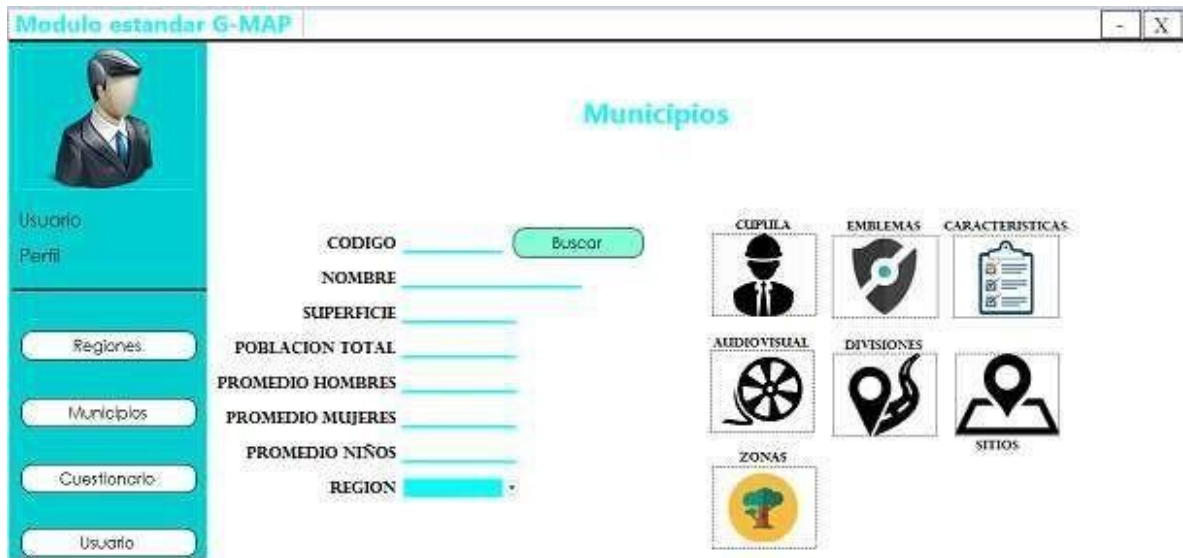 Modulo estandar G-MAP
- X
Municipios
Usuario
Perfil
Regiones
Municipios
Cuestionario
Usuario
CODIGO
Buscar
NOMBRE
SUPERFICIE
POBLACION TOTAL
PROMEDIO HOMBRES
PROMEDIO MUJERES
PROMEDIO NIÑOS
REGION
CUPULA EMBLEMAS CARACTERISTICAS
AUDIOVISUAL DIVISIONES
SITIOS
ZONAS